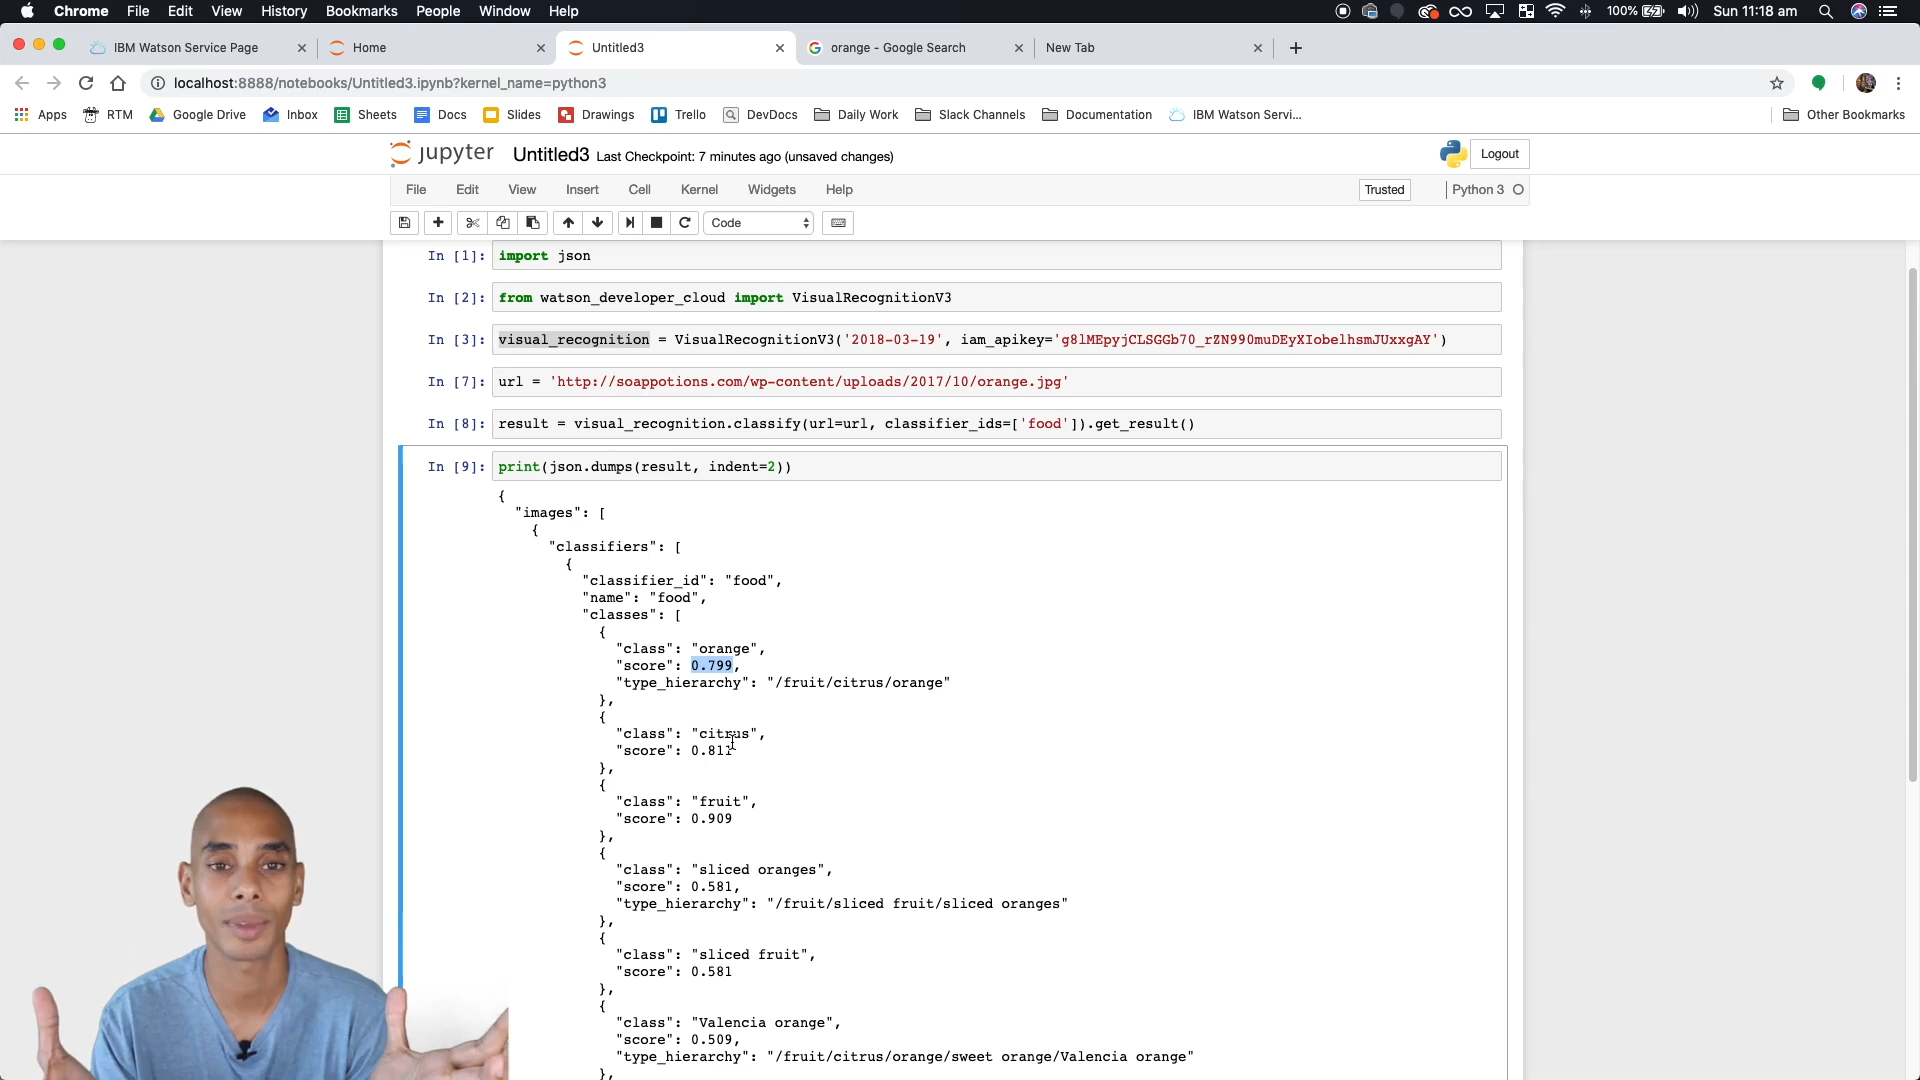 Chrome File Edit View History Bookmarks People Window Help 100% Sun 11:18 am
IBM Watson Service Page Home Untitled3 orange - Google Search New Tab
localhost:8888/notebooks/Untitled3.ipynb?kernel_name=python3
Apps RTM Google Drive Inbox Sheets Docs Slides Drawings Trello DevDocs Daily Work Slack Channels Documentation IBM Watson Servi... Other Bookmarks
jupyter Untitled3 Last Checkpoint: 7 minutes ago (unsaved changes) Logout
File Edit View Insert Cell Kernel Widgets Help Trusted Python 3
Code
In [1]: import json
In [2]: from watson_developer_cloud import VisualRecognitionV3
In [3]: visual_recognition = VisualRecognitionV3('2018-03-19', iam_apikey='g8lMEpyjCLSGGb70_rZN990muDEyXIobelhsmJUxxgAY')
In [7]: url = 'http://soappotions.com/wp-content/uploads/2017/10/orange.jpg'
In [8]: result = visual_recognition.classify(url=url, classifier_ids=['food']).get_result()
In [9]: print(json.dumps(result, indent=2))
{
"images": [
{
"classifiers": [
{
"classifier_id": "food",
"name": "food",
"classes": [
{
"class": "orange",
"score": 0.799,
"type_hierarchy": "/fruit/citrus/orange"
},
{
"class": "citrus",
"score": 0.811
},
{
"class": "fruit",
"score": 0.909
},
{
"class": "sliced oranges",
"score": 0.581,
"type_hierarchy": "/fruit/sliced fruit/sliced oranges"
},
{
"class": "sliced fruit",
"score": 0.581
},
{
"class": "Valencia orange",
"score": 0.509,
"type_hierarchy": "/fruit/citrus/orange/sweet orange/Valencia orange"
},